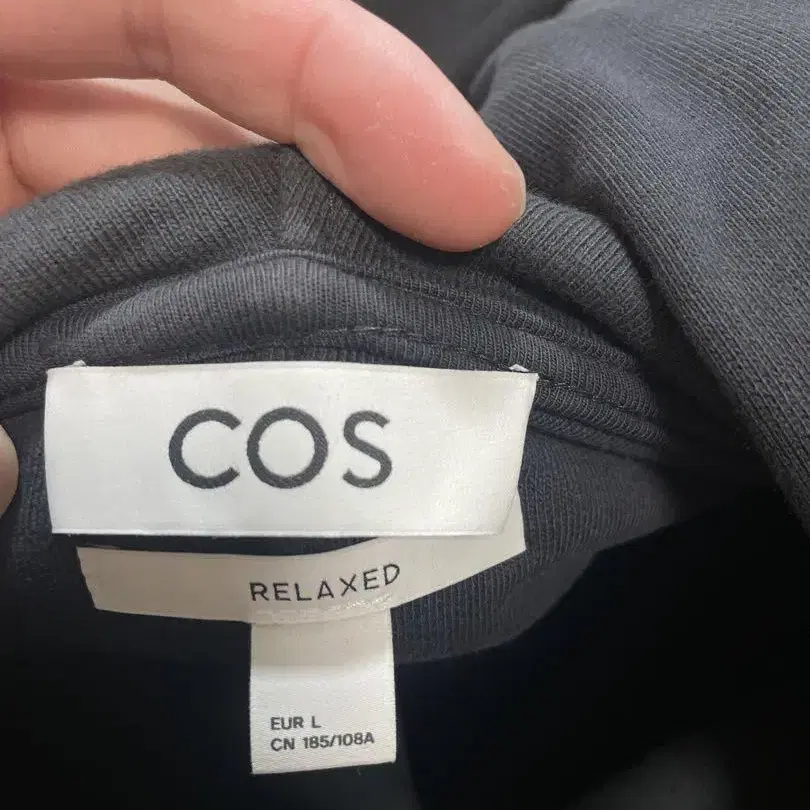 COS
RELAXED
EUR L
CN 185/108A